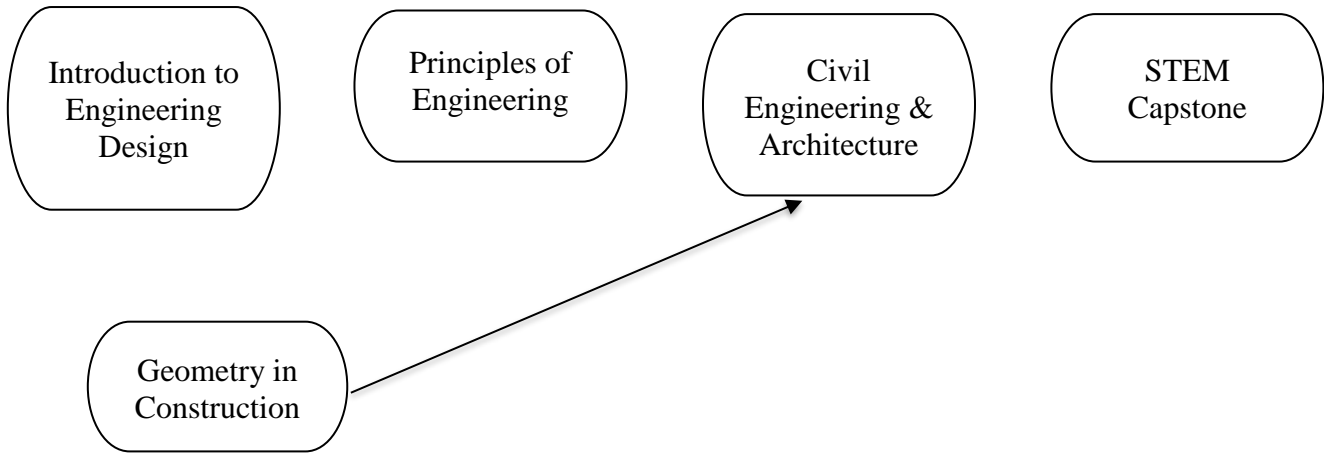 Introduction to
Engineering
Design
Principles of
Engineering
Civil
Engineering &
Architecture
STEM
Capstone
Geometry in
Construction